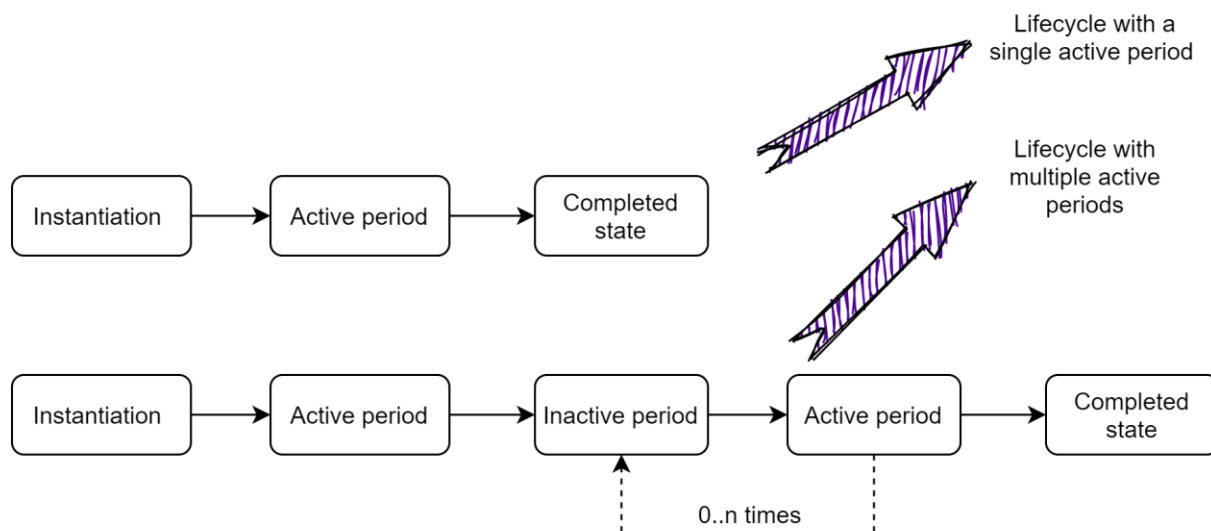 Lifecycle with a
single active period
Lifecycle with
multiple active
periods
Instantiation
Active period
Completed
state
Instantiation
Active period
Inactive period
Active period
Completed
state
0..n times